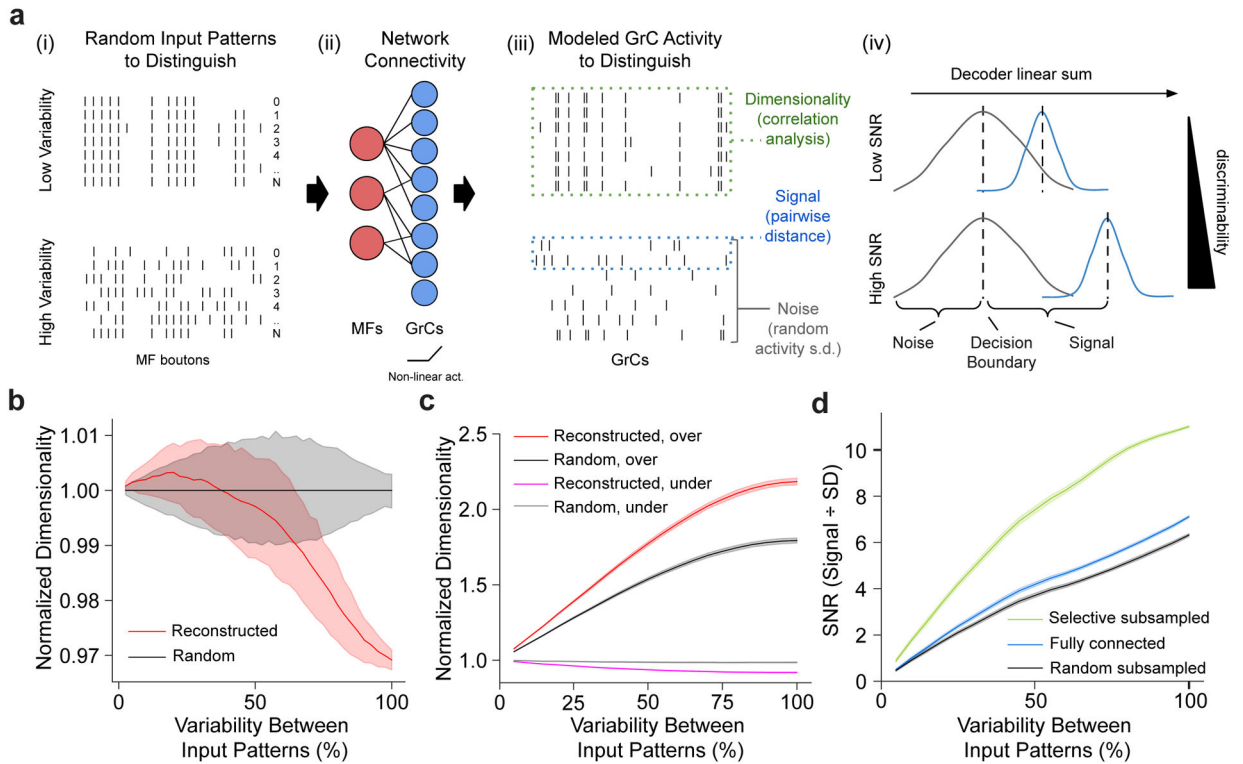 a
(i)
Random Input Patterns
to Distinguish
Low Variability
0
1
2
3
4
..
N
High Variability
0
1
2
3
4
..
N
MF boutons
(ii)
Network
Connectivity
MFs
GrCs
Non-linear act.
(iii)
Modeled GrC Activity
to Distinguish
Dimensionality
(correlation
analysis)
Signal
(pairwise
distance)
Noise
(random
activity s.d.)
GrCs
(iv)
Decoder linear sum
Low SNR
High SNR
discriminability
Noise
Decision
Boundary
Signal
b
Normalized Dimensionality
1.01
1.00
0.99
0.98
0.97
Reconstructed
Random
0
50
100
Variability Between
Input Patterns (%)
c
Normalized Dimensionality
2.5
2.0
1.5
1.0
Reconstructed, over
Random, over
Reconstructed, under
Random, under
0
25
50
75
100
Variability Between
Input Patterns (%)
d
SNR (Signal ÷ SD)
10
8
6
4
2
0
Selective subsampled
Fully connected
Random subsampled
0
50
100
Variability Between
Input Patterns (%)